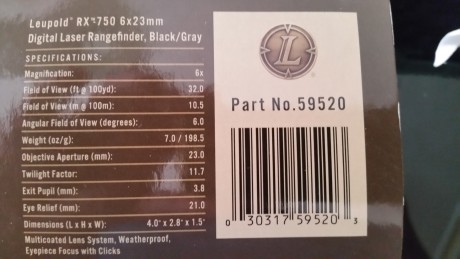 Leupold® RX™-750 6x23mm
Digital Laser Rangefinder, Black/Gray
SPECIFICATIONS:
Magnification: 6x
Field of View (ft @ 100yd): 32.0
Field of View (m @ 100m): 10.5
Angular Field of View (degrees): 6.0
Weight (oz/g): 7.0 / 198.5
Objective Aperture (mm): 23.0
Twilight Factor: 11.7
Exit Pupil (mm): 3.8
Eye Relief (mm): 21.0
Dimensions (L x H x W): 4.0" x 2.8" x 1.5"
Multicoated Lens System, Weatherproof,
Eyepiece Focus with Clicks
L
®
Part No.59520
0 30317 59520 3